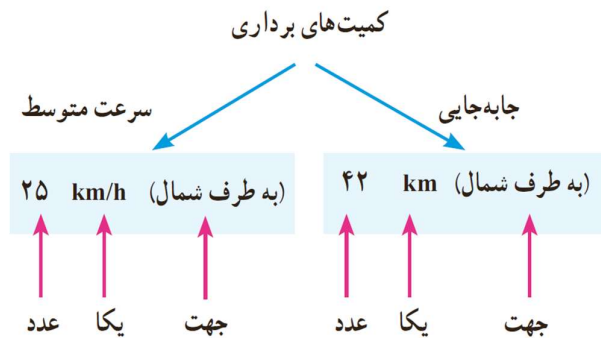 کمیت‌های برداری
جابه‌جایی
سرعت متوسط
۴۲ km (به طرف شمال)
۲۵ km/h (به طرف شمال)
جهت یکا عدد
جهت یکا عدد